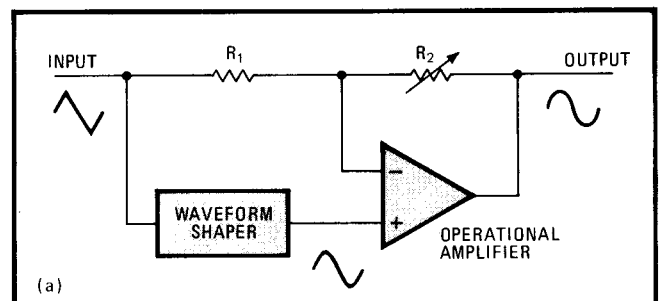 INPUT
R1
R2
OUTPUT
−
+
WAVEFORM
SHAPER
OPERATIONAL
AMPLIFIER
(a)